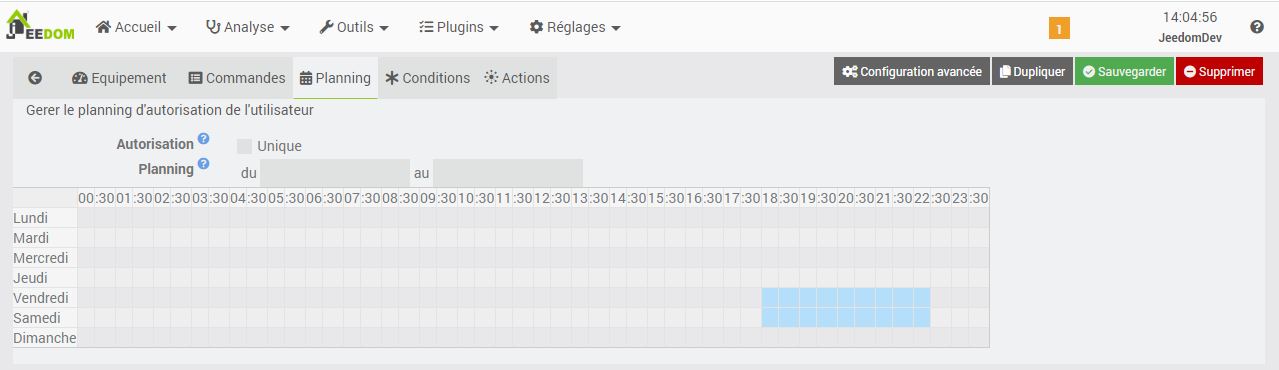 JEEDOM Accueil Analyse Outils Plugins Réglages 1 14:04:56
JeedomDev
Equipement Commandes Planning Conditions Actions Configuration avancée Dupliquer Sauvegarder Supprimer
Gerer le planning d'autorisation de l'utilisateur
Autorisation ? Unique
Planning ? du au
00:30 01:30 02:30 03:30 04:30 05:30 06:30 07:30 08:30 09:30 10:30 11:30 12:30 13:30 14:30 15:30 16:30 17:30 18:30 19:30 20:30 21:30 22:30 23:30
Lundi
Mardi
Mercredi
Jeudi
Vendredi
Samedi
Dimanche